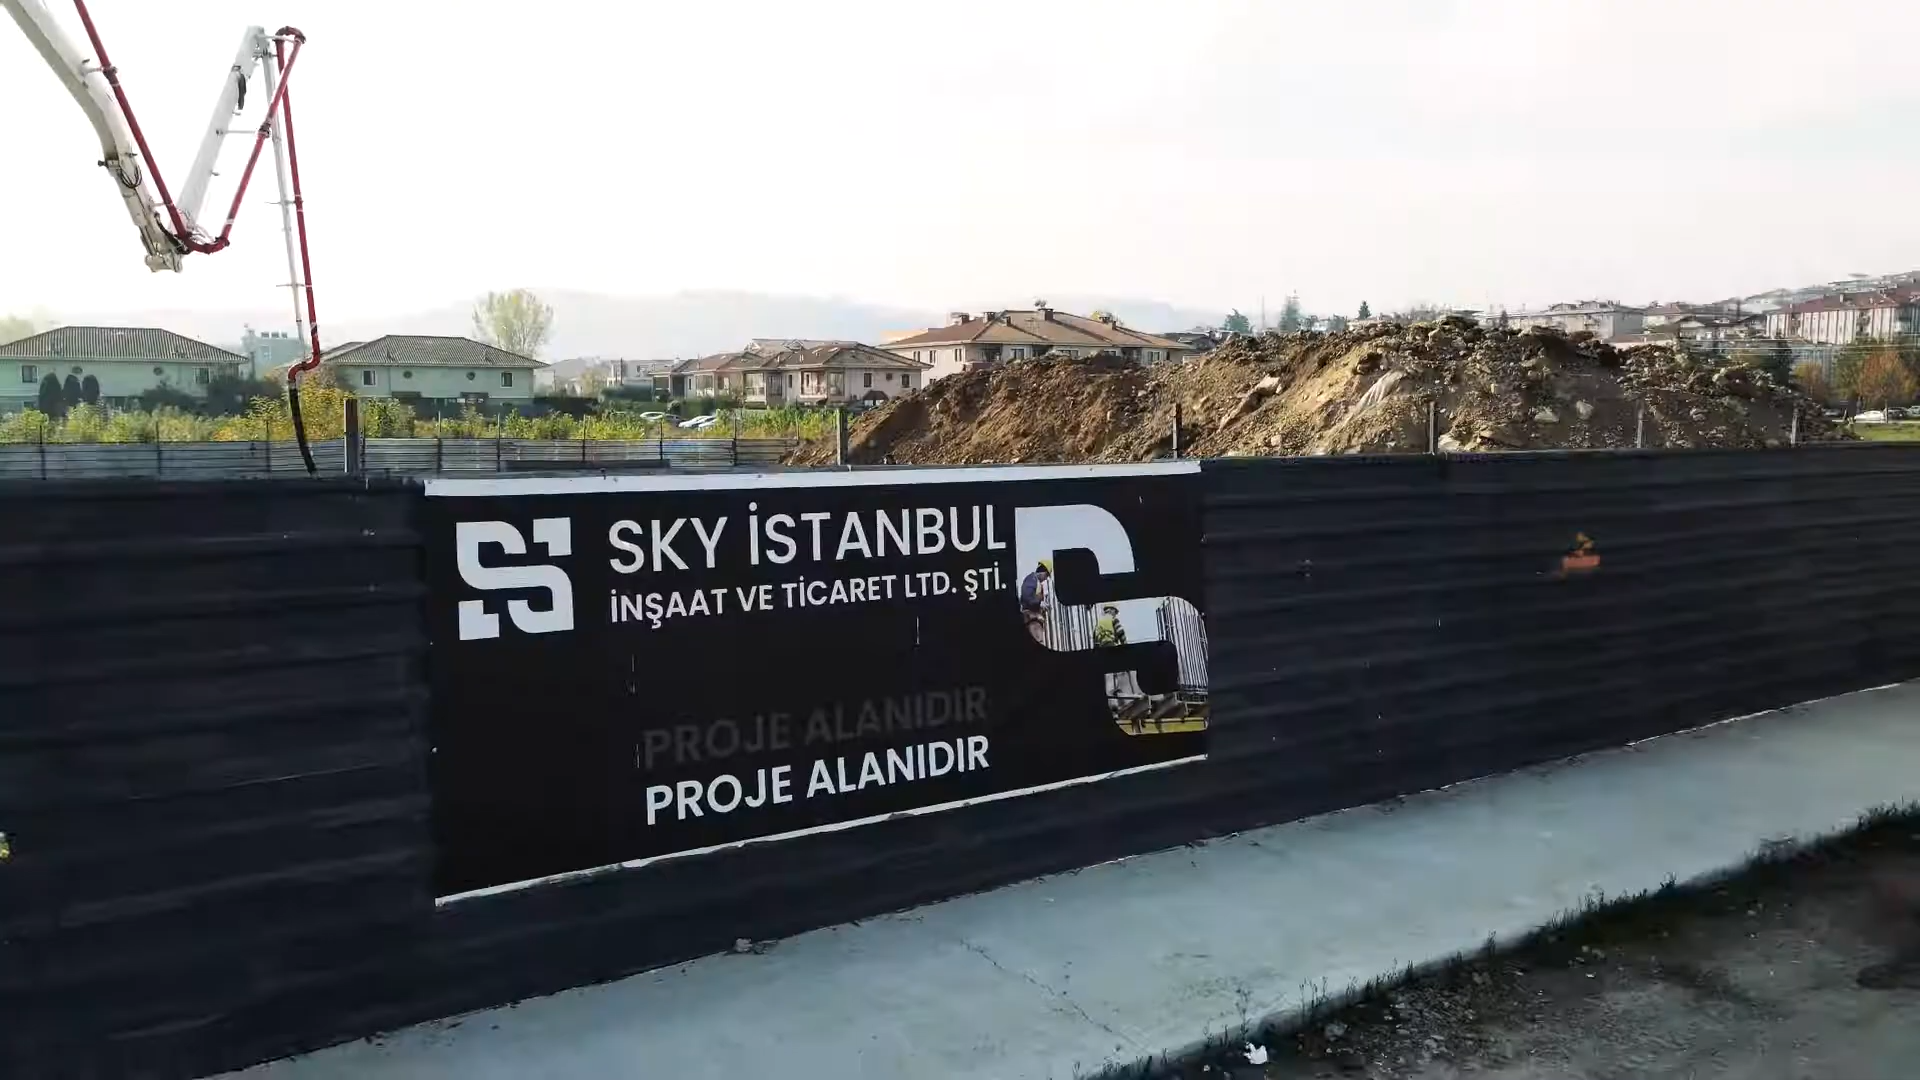 SKY İSTANBUL
İNŞAAT VE TİCARET LTD. ŞTİ.
PROJE ALANIDIR
PROJE ALANIDIR